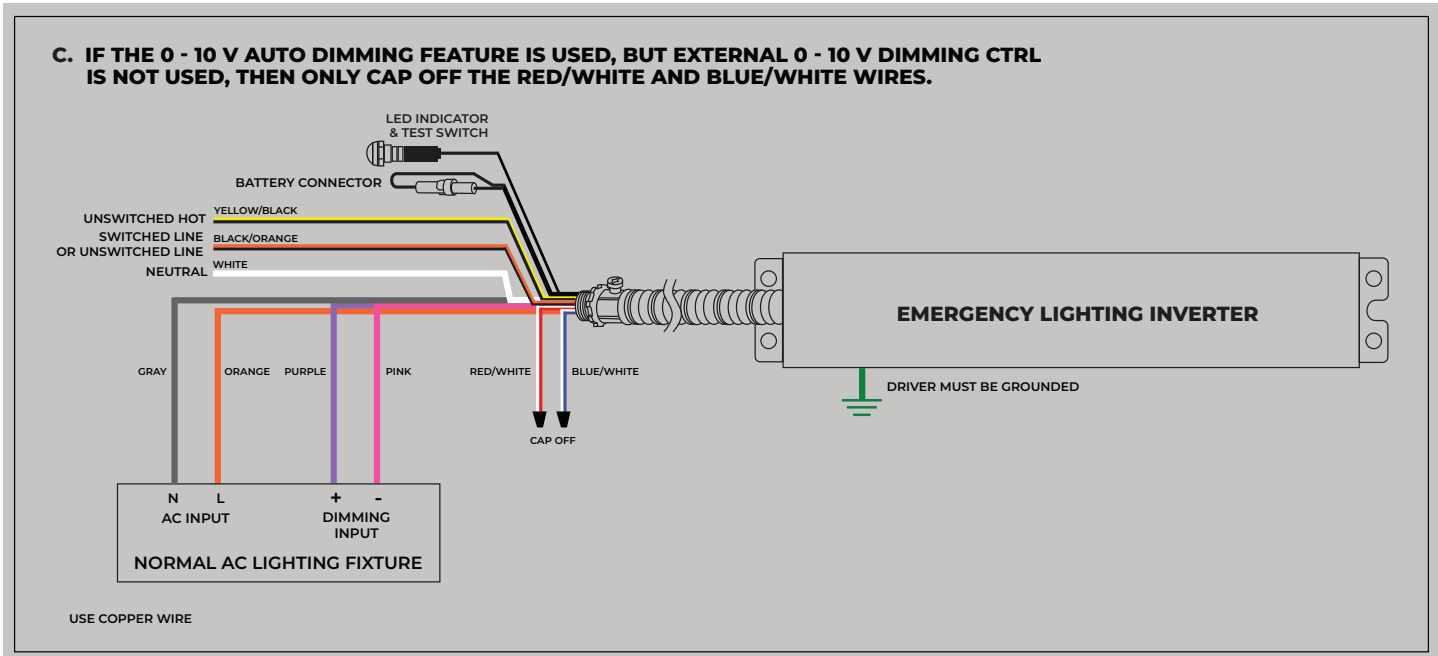 C. IF THE 0 - 10 V AUTO DIMMING FEATURE IS USED, BUT EXTERNAL 0 - 10 V DIMMING CTRL
IS NOT USED, THEN ONLY CAP OFF THE RED/WHITE AND BLUE/WHITE WIRES.
LED INDICATOR
& TEST SWITCH
BATTERY CONNECTOR
UNSWITCHED HOT
YELLOW/BLACK
SWITCHED LINE
OR UNSWITCHED LINE
BLACK/ORANGE
NEUTRAL
WHITE
EMERGENCY LIGHTING INVERTER
GRAY
ORANGE
PURPLE
PINK
RED/WHITE
BLUE/WHITE
DRIVER MUST BE GROUNDED
CAP OFF
N L
+ -
AC INPUT
DIMMING
INPUT
NORMAL AC LIGHTING FIXTURE
USE COPPER WIRE